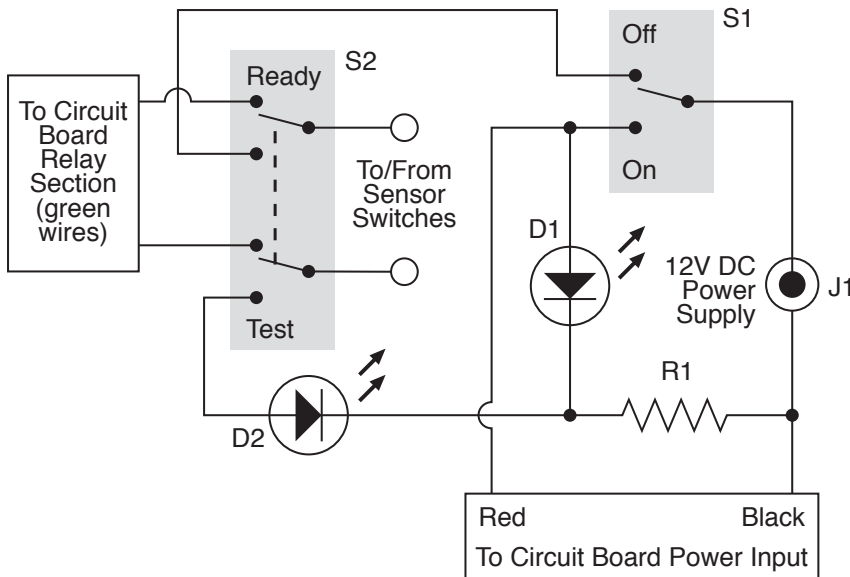 S1
Off
On
S2
Ready
Test
To Circuit
Board
Relay
Section
(green
wires)
To/From
Sensor
Switches
D1
12V DC
Power
Supply
J1
R1
D2
Red
Black
To Circuit Board Power Input